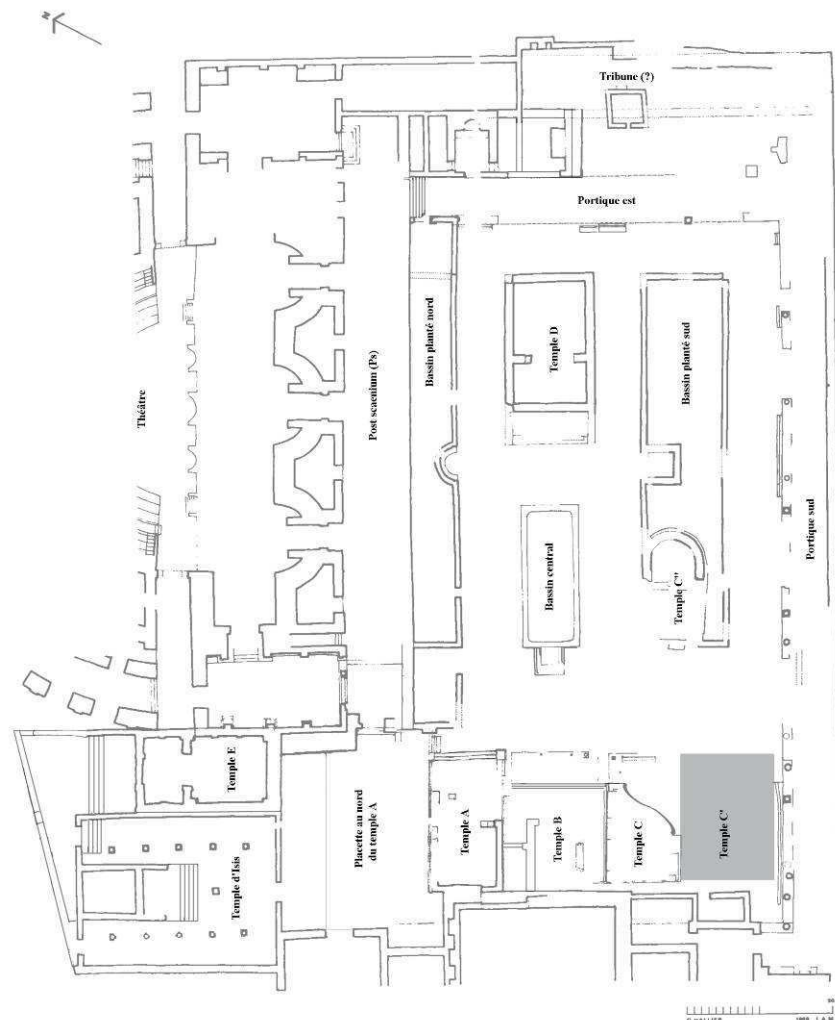 N
Tribune (?)
Portique est
Théâtre
Post scaenium (Ps)
Bassin planté nord
Temple D
Bassin planté sud
Portique sud
Bassin central
Temple C"
Temple E
Temple d'Isis
Placette au nord
du temple A
Temple A
Temple B
Temple C
Temple C'